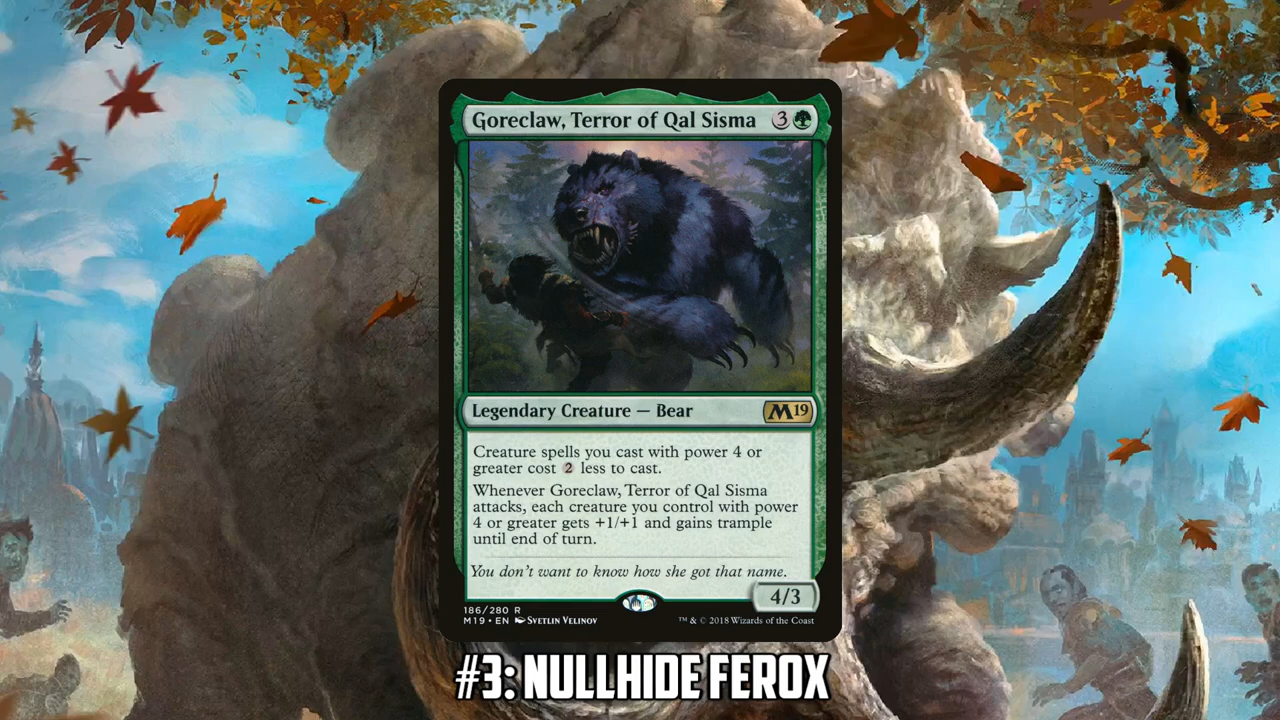 Goreclaw, Terror of Qal Sisma 3
Legendary Creature — Bear M19
Creature spells you cast with power 4 or
greater cost 2 less to cast.
Whenever Goreclaw, Terror of Qal Sisma
attacks, each creature you control with power
4 or greater gets +1/+1 and gains trample
until end of turn.
You don't want to know how she got that name.
4/3
186/280 R
M19 • EN Svetlin Velinov ™ & © 2018 Wizards of the Coast
#3: NULLHIDE FEROX